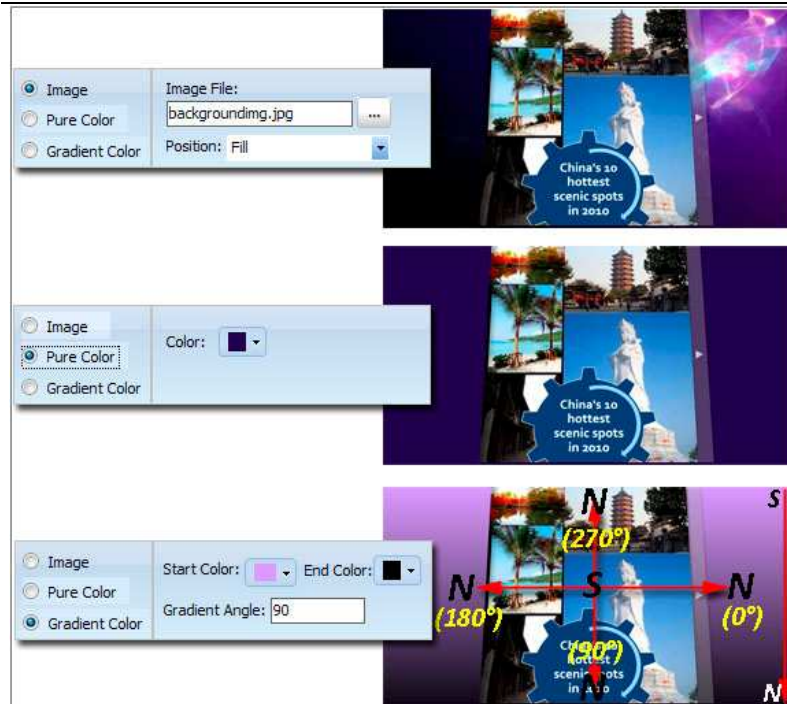 Image
Image File:
backgroundimg.jpg
...
Pure Color
Position: Fill
Gradient Color
China's 10
hottest
scenic spots
in 2010
Image
Color:
Pure Color
Gradient Color
China's 10
hottest
scenic spots
in 2010
Image
Start Color:
End Color:
Pure Color
Gradient Angle: 90
Gradient Color
N
S
(270°)
N
S
N
(180°)
(0°)
(90°)
hottest
N
N